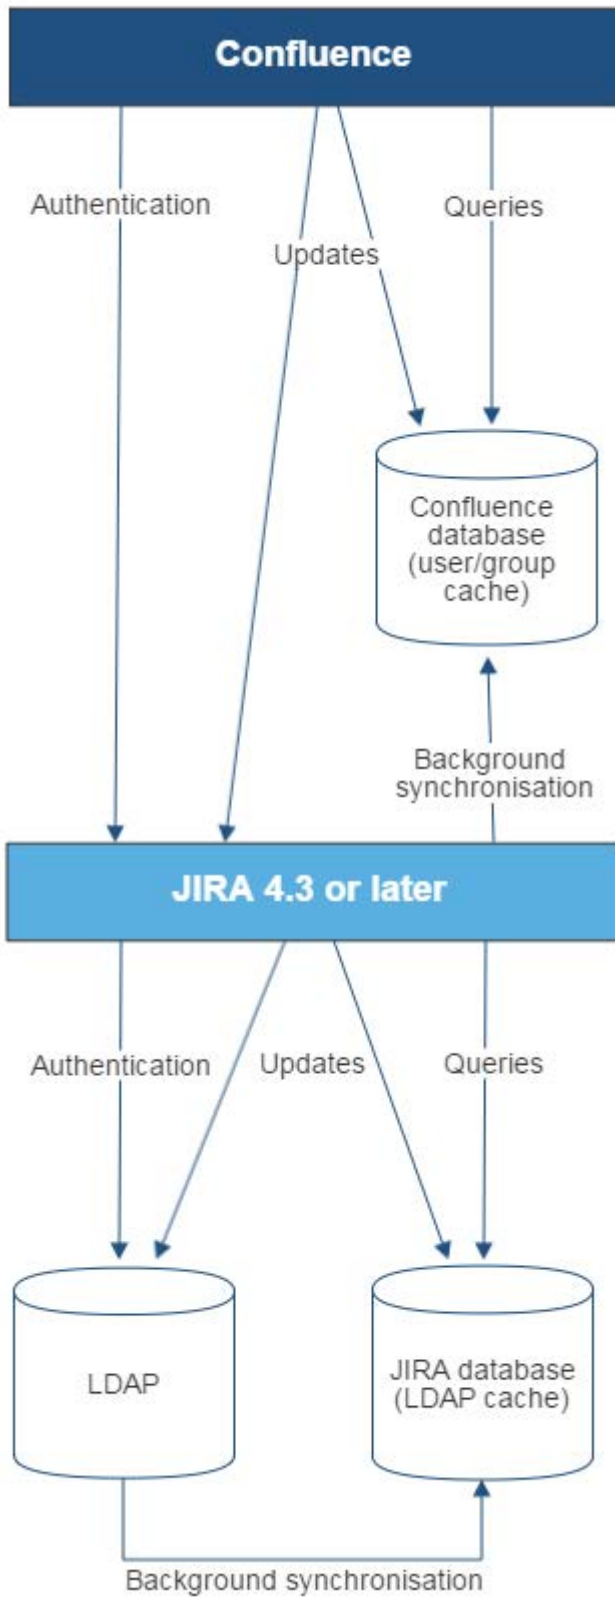 Confluence
Authentication
Queries
Updates
Confluence
database
(user/group
cache)
Background
synchronisation
JIRA 4.3 or later
Authentication
Updates
Queries
LDAP
JIRA database
(LDAP cache)
Background synchronisation